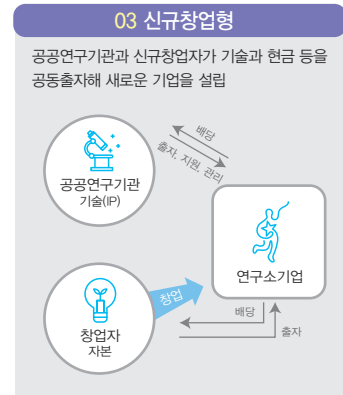 03 신규창업형
공공연구기관과 신규창업자가 기술과 현금 등을
공동출자해 새로운 기업을 설립
배당
출자, 지원, 관리
공공연구기관
기술(IP)
연구소기업
창업
배당
출자
창업자
자본